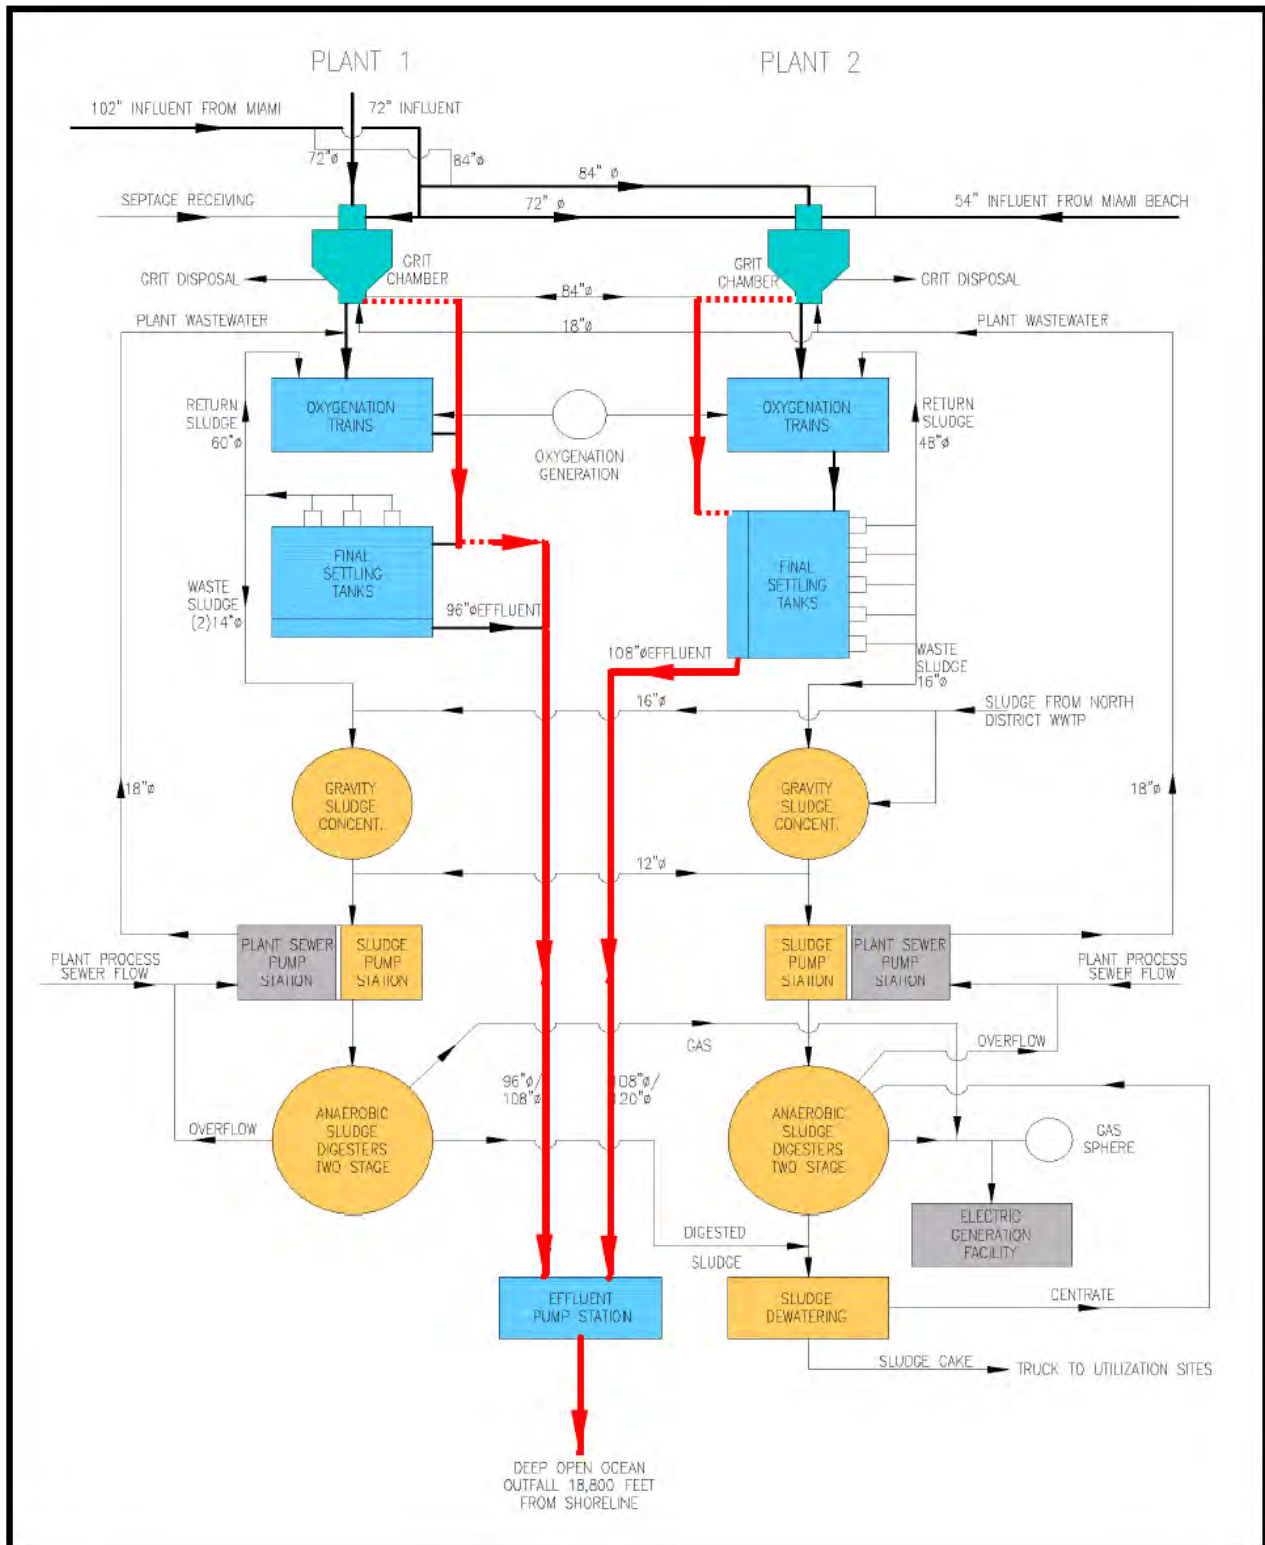 PLANT 1
PLANT 2
102" INFLUENT FROM MIAMI
72" INFLUENT
72"ø
84"ø
84" ø
SEPTAGE RECEIVING
72" ø
54" INFLUENT FROM MIAMI BEACH
GRIT
CHAMBER
GRIT
CHAMBER
GRIT DISPOSAL
84"ø
GRIT DISPOSAL
PLANT WASTEWATER
18"ø
PLANT WASTEWATER
RETURN
SLUDGE
60"ø
OXYGENATION
TRAINS
OXYGENATION
GENERATION
OXYGENATION
TRAINS
RETURN
SLUDGE
48"ø
WASTE
SLUDGE
(2)14"ø
FINAL
SETTLING
TANKS
96"øEFFLUENT
FINAL
SETTLING
TANKS
108"øEFFLUENT
WASTE
SLUDGE
16"ø
16"ø
SLUDGE FROM NORTH
DISTRICT WWTP
18"ø
GRAVITY
SLUDGE
CONCENT.
GRAVITY
SLUDGE
CONCENT.
18"ø
12"ø
PLANT SEWER
PUMP
STATION
SLUDGE
PUMP
STATION
SLUDGE
PUMP
STATION
PLANT SEWER
PUMP
STATION
PLANT PROCESS
SEWER FLOW
PLANT PROCESS
SEWER FLOW
GAS
OVERFLOW
96"ø/
108"ø
108"ø/
120"ø
OVERFLOW
ANAEROBIC
SLUDGE
DIGESTERS
TWO STAGE
ANAEROBIC
SLUDGE
DIGESTERS
TWO STAGE
GAS
SPHERE
DIGESTED
SLUDGE
ELECTRIC
GENERATION
FACILITY
EFFLUENT
PUMP STATION
SLUDGE
DEWATERING
CENTRATE
SLUDGE CAKE
TRUCK TO UTILIZATION SITES
DEEP OPEN OCEAN
OUTFALL 18,800 FEET
FROM SHORELINE